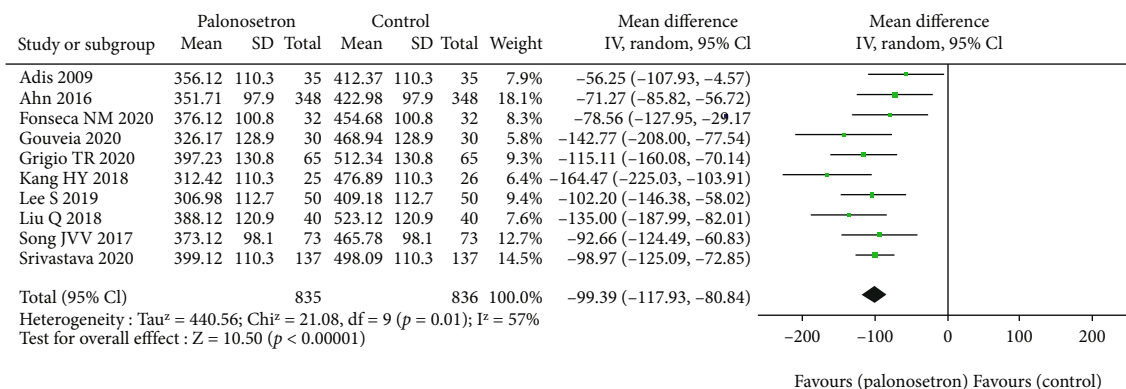 Palonosetron Control Mean difference Mean difference
Study or subgroup Mean SD Total Mean SD Total Weight IV, random, 95% Cl IV, random, 95% Cl
Adis 2009 356.12 110.3 35 412.37 110.3 35 7.9% −56.25 (−107.93, −4.57)
Ahn 2016 351.71 97.9 348 422.98 97.9 348 18.1% −71.27 (−85.82, −56.72)
Fonseca NM 2020 376.12 100.8 32 454.68 100.8 32 8.3% −78.56 (−127.95, −29.17
Gouveia 2020 326.17 128.9 30 468.94 128.9 30 5.8% −142.77 (−208.00, −77.54)
Grigio TR 2020 397.23 130.8 65 512.34 130.8 65 9.3% −115.11 (−160.08, −70.14)
Kang HY 2018 312.42 110.3 25 476.89 110.3 26 6.4% −164.47 (−225.03, −103.91)
Lee S 2019 306.98 112.7 50 409.18 112.7 50 9.4% −102.20 (−146.38, −58.02)
Liu Q 2018 388.12 120.9 40 523.12 120.9 40 7.6% −135.00 (−187.99, −82.01)
Song JVV 2017 373.12 98.1 73 465.78 98.1 73 12.7% −92.66 (−124.49, −60.83)
Srivastava 2020 399.12 110.3 137 498.09 110.3 137 14.5% −98.97 (−125.09, −72.85)
Total (95% Cl) 835 836 100.0% −99.39 (−117.93, −80.84)
Heterogeneity : Tauᶻ = 440.56; Chiᶻ = 21.08, df = 9 (p = 0.01); Iᶻ = 57%
Test for overall efffect : Z = 10.50 (p < 0.00001)
−200 −100 0 100 200
Favours (palonosetron) Favours (control)